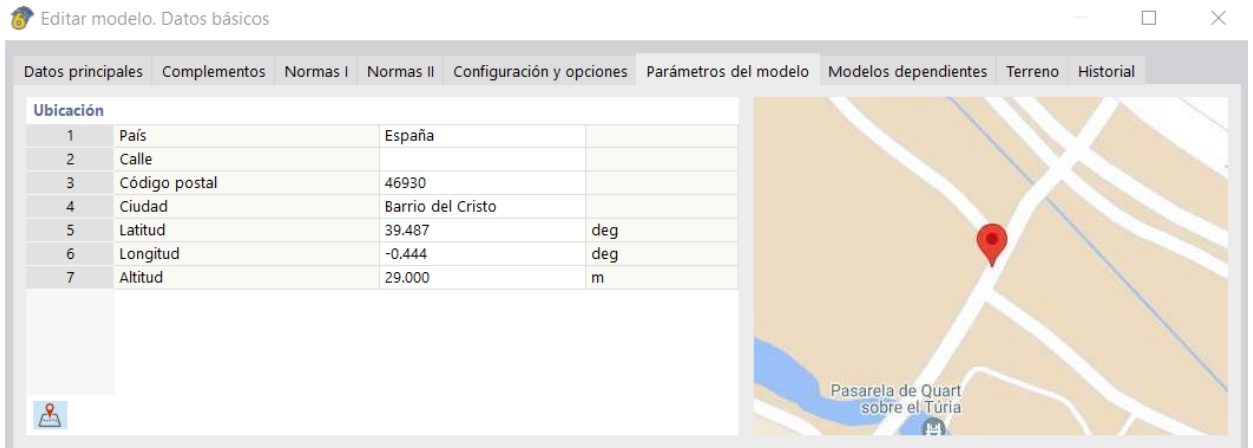 Editar modelo. Datos básicos
Datos principales Complementos Normas I Normas II Configuración y opciones Parámetros del modelo Modelos dependientes Terreno Historial
Ubicación
1 País España
2 Calle
3 Código postal 46930
4 Ciudad Barrio del Cristo
5 Latitud 39.487 deg
6 Longitud -0.444 deg
7 Altitud 29.000 m
Pasarela de Quart
sobre el Túria